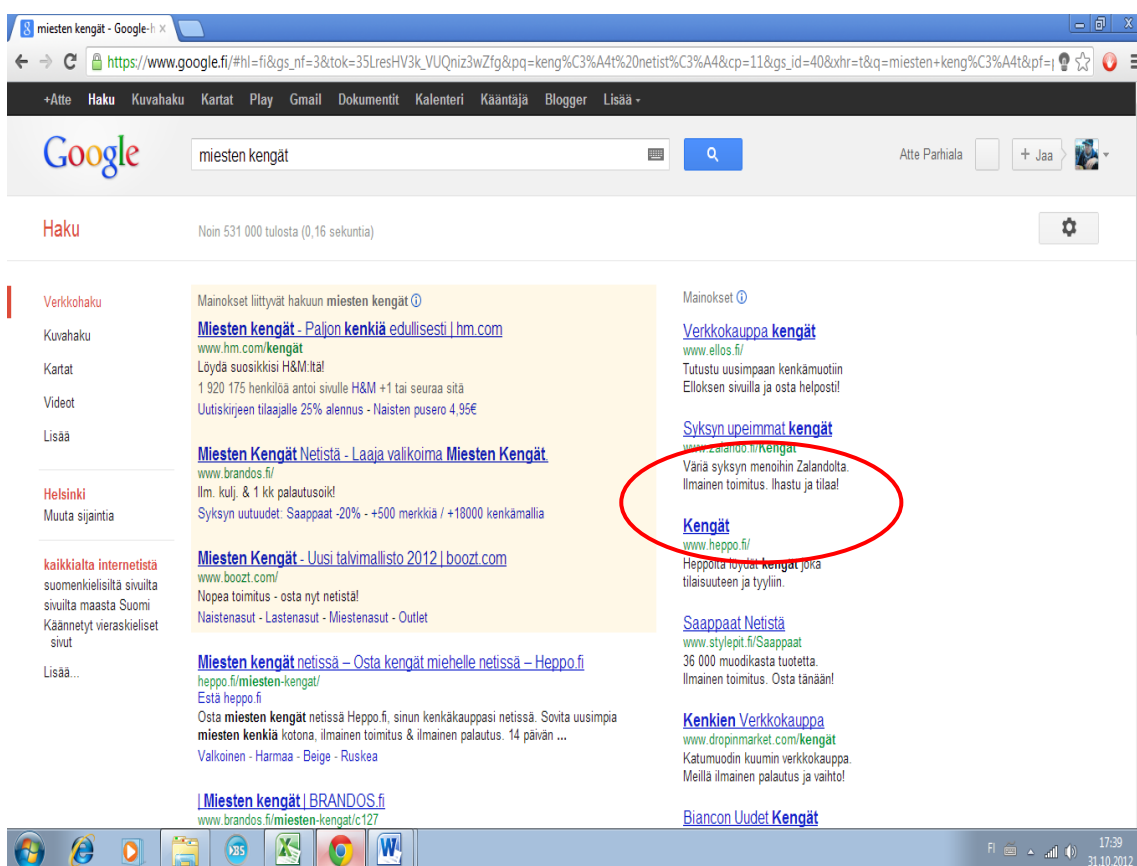 miesten kengät - Google-h
https://www.google.fi/#hl=fi&gs_nf=3&tok=35LresHV3k_VUQniz3wZfg&pq=keng%C3%A4t%20netist%C3%A4&cp=11&gs_id=40&xhr=t&q=miesten+keng%C3%A4t&pf=
+Atte Haku Kuvahaku Kartat Play Gmail Dokumentit Kalenteri Kääntäjä Blogger Lisää
Google
miesten kengät
Atte Parhiala
+ Jaa
Haku
Noin 531 000 tulosta (0,16 sekuntia)
Verkkohaku
Kuvahaku
Kartat
Videot
Lisää
Helsinki
Muuta sijaintia
kaikkialta internetistä
suomenkielisiltä sivuilta
sivuilta maasta Suomi
Käännetyt vieraskieliset
sivut
Lisää...
Mainokset liittyvät hakuun miesten kengät
Miesten kengät - Paljon kenkiä edullisesti | hm.com
www.hm.com/kengät
Löydä suosikkisi H&M:ltä!
1 920 175 henkilöä antoi sivulle H&M +1 tai seuraa sitä
Uutiskirjeen tilaajalle 25% alennus - Naisten pusero 4,95€
Miesten Kengät Netistä - Laaja valikoima Miesten Kengät.
www.brandos.fi/
Ilm. kulj. & 1 kk palautusoik!
Syksyn uutuudet: Saappaat -20% - +500 merkkiä / +18000 kenkämallia
Miesten Kengät - Uusi talvimallisto 2012 | boozt.com
www.boozt.com/
Nopea toimitus - osta nyt netistä!
Naistenasut - Lastenasut - Miestenasut - Outlet
Miesten kengät netissä – Osta kengät miehelle netissä – Heppo.fi
heppo.fi/miesten-kengat/
Estä heppo.fi
Osta miesten kengät netissä Heppo.fi, sinun kenkäkauppasi netissä. Sovita uusimpia
miesten kenkiä kotona, ilmainen toimitus & ilmainen palautus. 14 päivän ...
Valkoinen - Harmaa - Beige - Ruskea
| Miesten kengät | BRANDOS.fi
www.brandos.fi/miesten-kengat/c127
Mainokset
Verkkokauppa kengät
www.ellos.fi/
Tutustu uusimpaan kenkämuotiin
Elloksen sivuilla ja osta helposti!
Syksyn upeimmat kengät
www.zalando.fi/Kengät
Väriä syksyn menoihin Zalandolta.
Ilmainen toimitus. Ihastu ja tilaa!
Kengät
www.heppo.fi/
Heppolta löydät kengät joka
tilaisuuteen ja tyyliin.
Saappaat Netistä
www.stylepit.fi/Saappaat
36 000 muodikasta tuotetta.
Ilmainen toimitus. Osta tänään!
Kenkien Verkkokauppa
www.dropinmarket.com/kengät
Katumuodin kuumin verkkokauppa.
Meillä ilmainen palautus ja vaihto!
Biancon Uudet Kengät
FI
17:39
31.10.2012